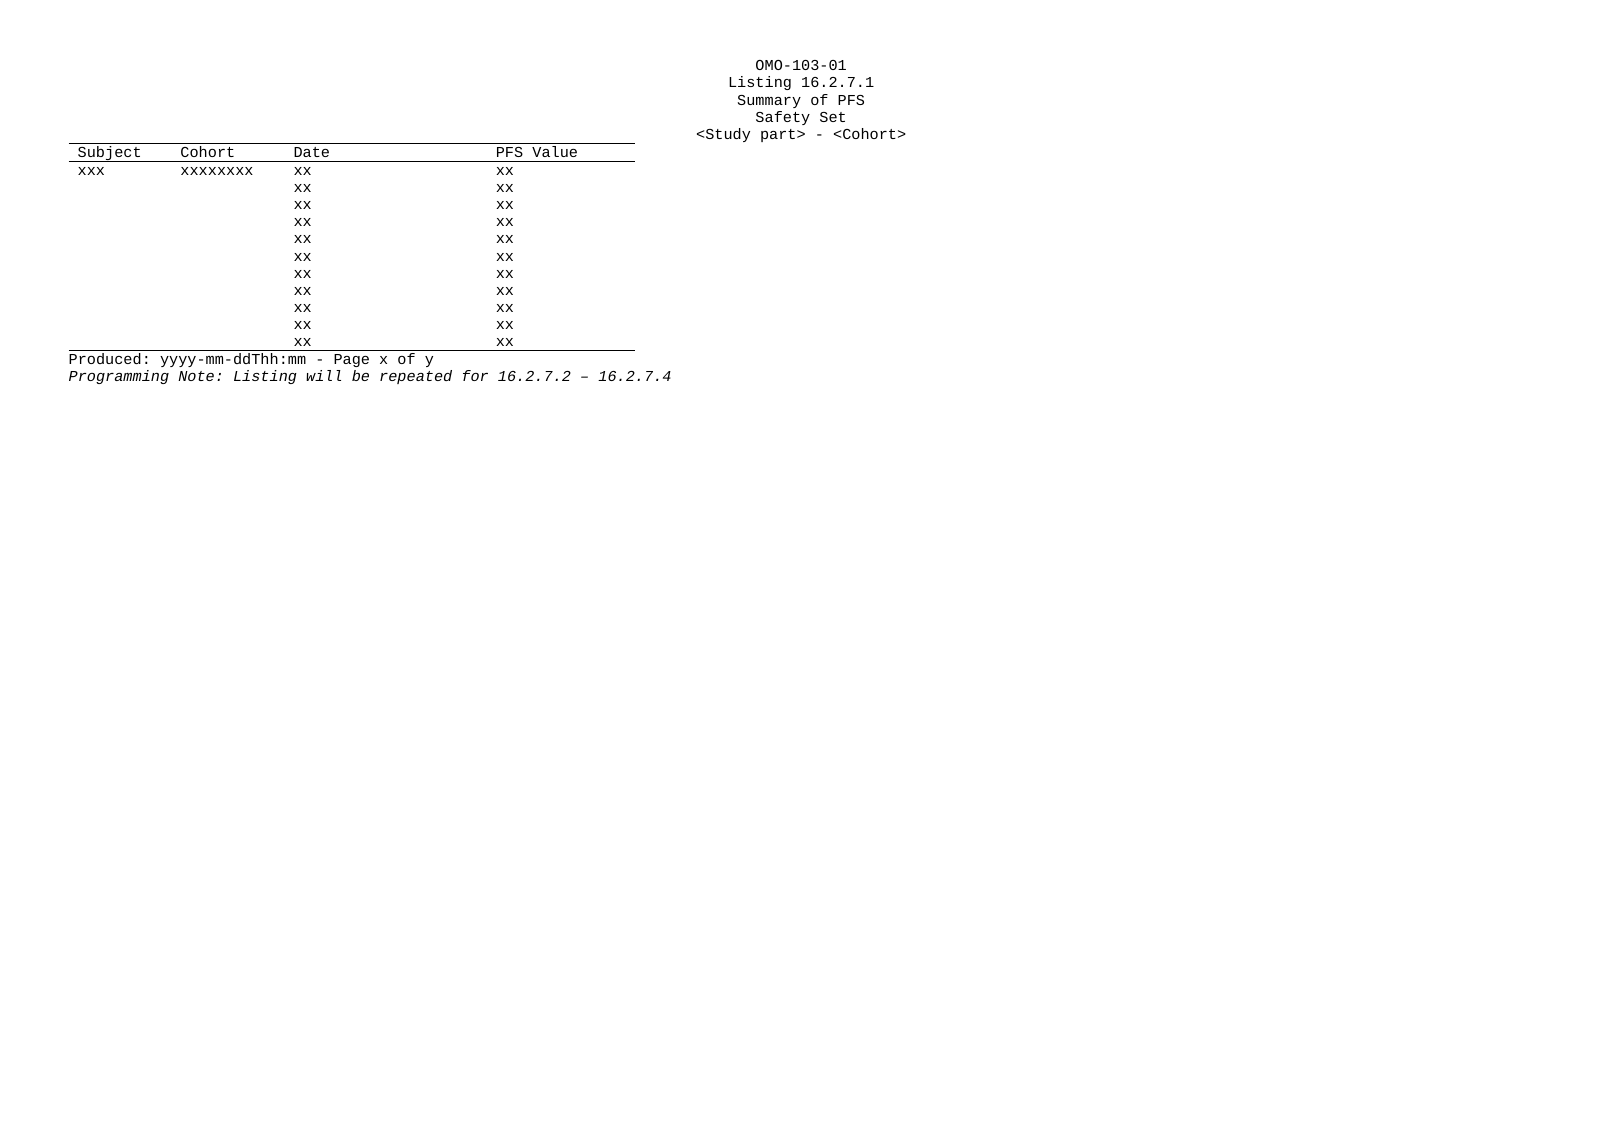 OMO-103-01
Listing 16.2.7.1
Summary of PFS
Safety Set
<Study part> - <Cohort>
Subject Cohort Date PFS Value
xxx xxxxxxxx xx xx
xx xx
xx xx
xx xx
xx xx
xx xx
xx xx
xx xx
xx xx
xx xx
xx xx
Produced: yyyy-mm-ddThh:mm - Page x of y
Programming Note: Listing will be repeated for 16.2.7.2 – 16.2.7.4